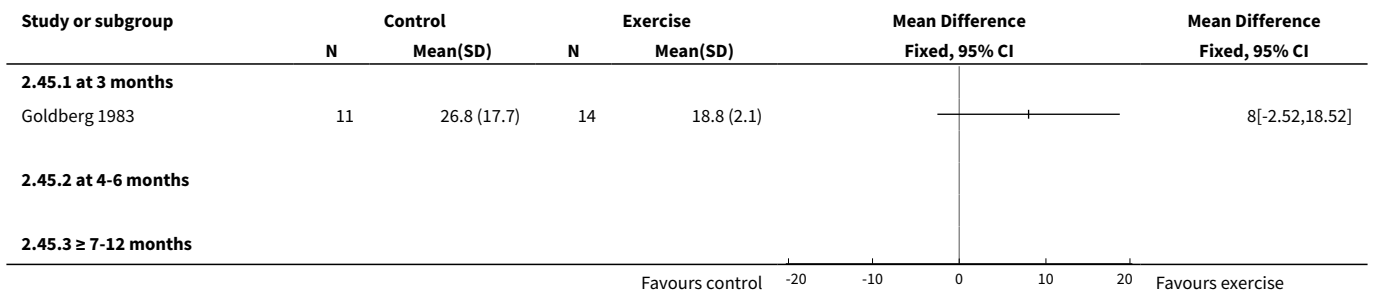 Study or subgroup Control Exercise Mean Difference Mean Difference
N Mean(SD) N Mean(SD) Fixed, 95% CI Fixed, 95% CI
2.45.1 at 3 months
Goldberg 1983 11 26.8 (17.7) 14 18.8 (2.1) 8[-2.52,18.52]
2.45.2 at 4-6 months
2.45.3 ≥ 7-12 months
Favours control -20 -10 0 10 20 Favours exercise